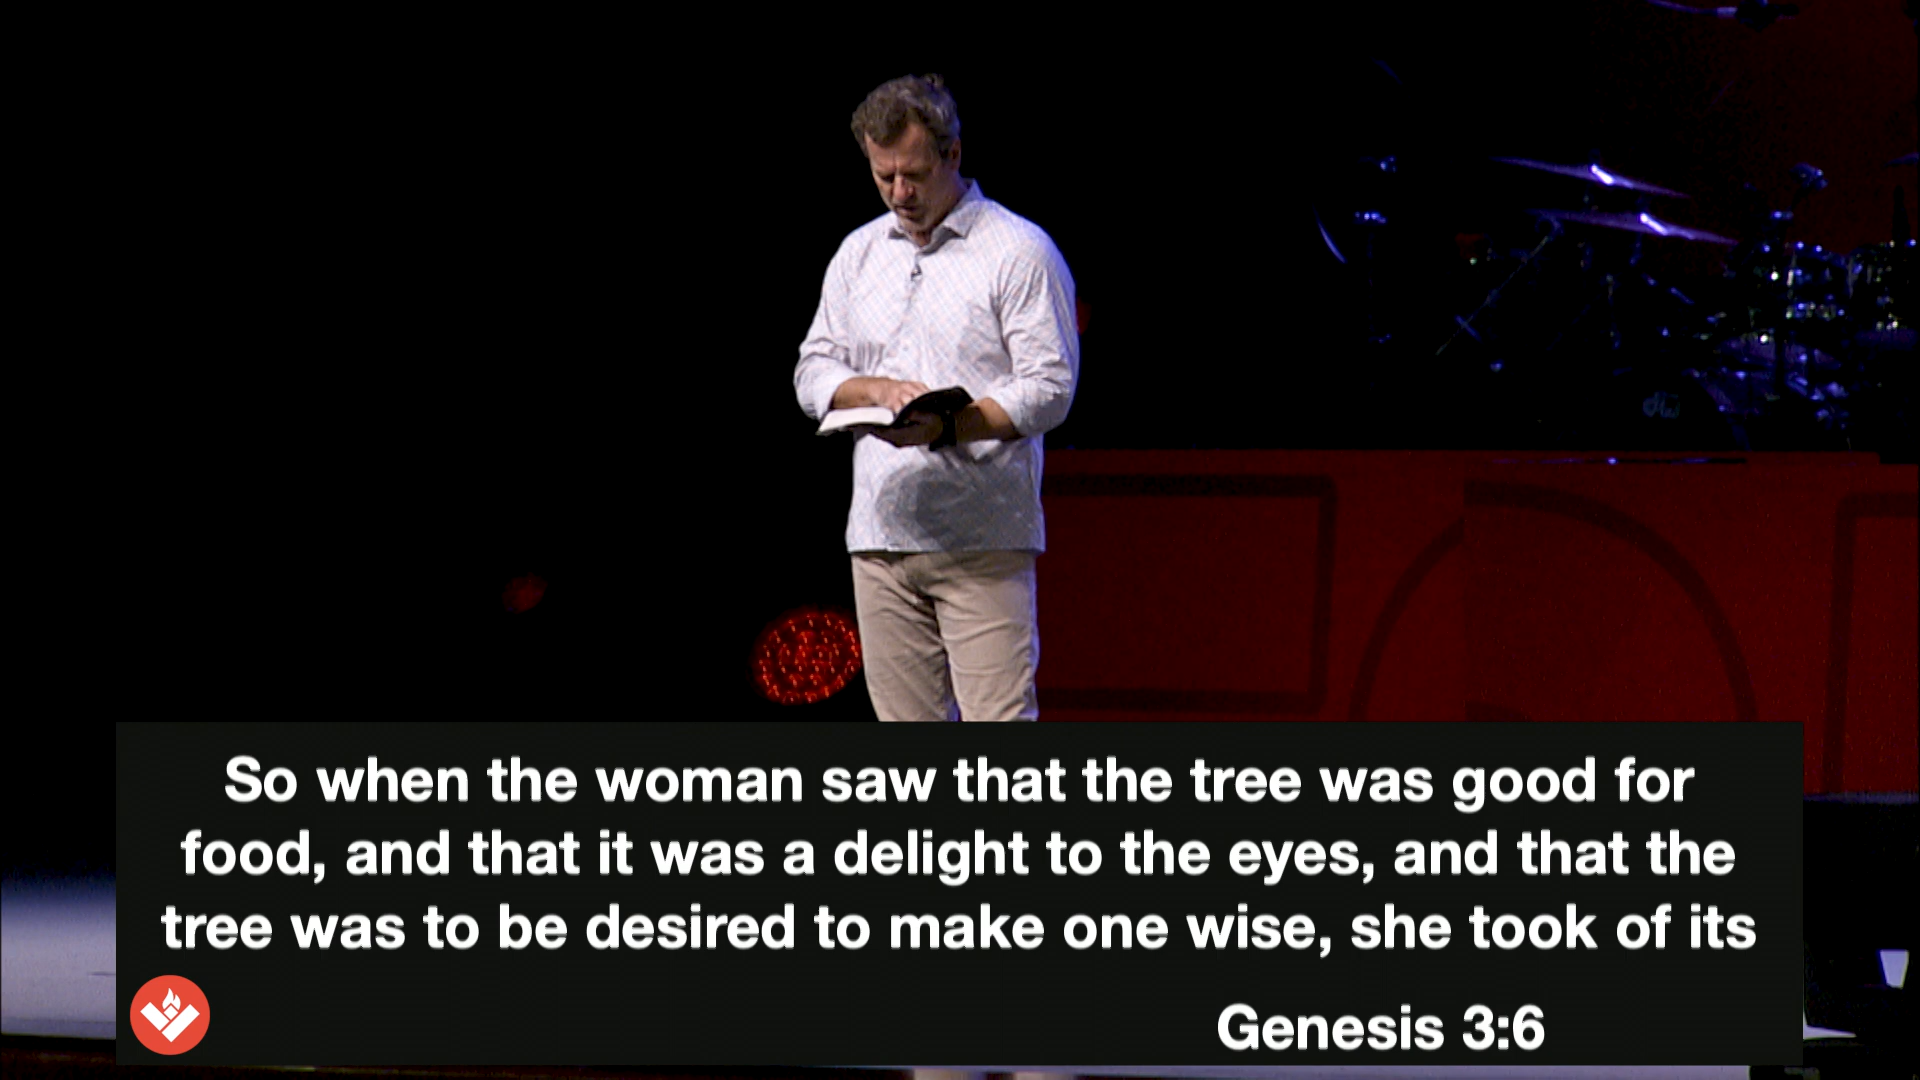 So when the woman saw that the tree was good for
food, and that it was a delight to the eyes, and that the
tree was to be desired to make one wise, she took of its
Genesis 3:6